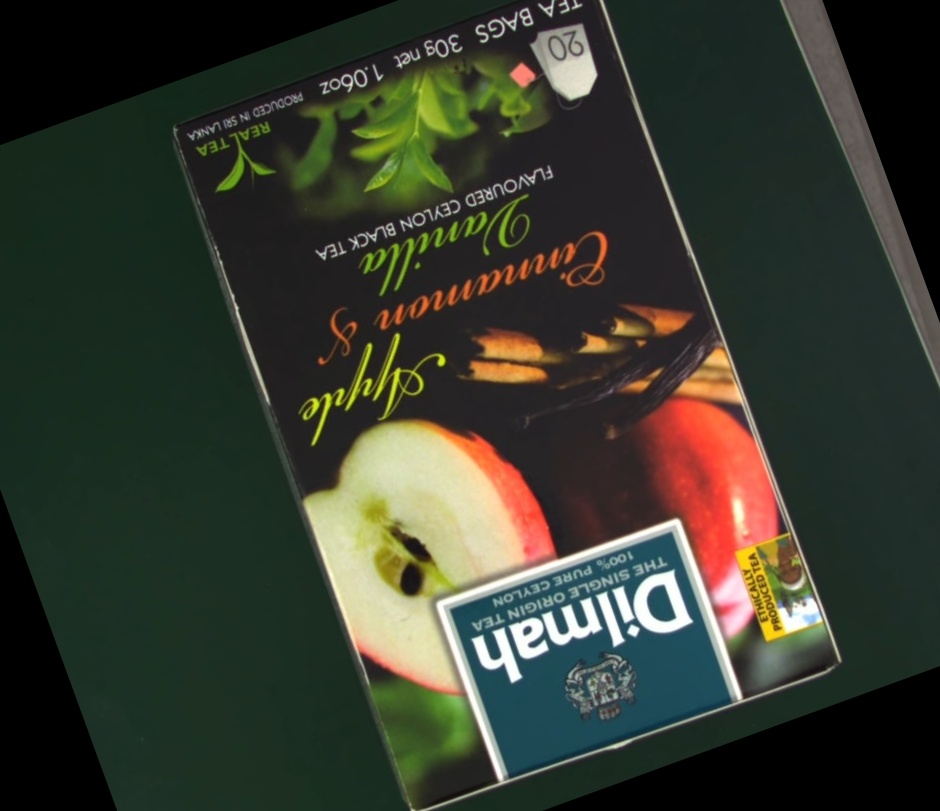 Dilmah
THE SINGLE ORIGIN TEA
100% PURE CEYLON
ETHICALLY
PRODUCED TEA
Apple
Cinnamon &
Vanilla
FLAVOURED CEYLON BLACK TEA
REAL TEA
PRODUCED IN SRI LANKA
20
TEA BAGS 30g net 1.06oz